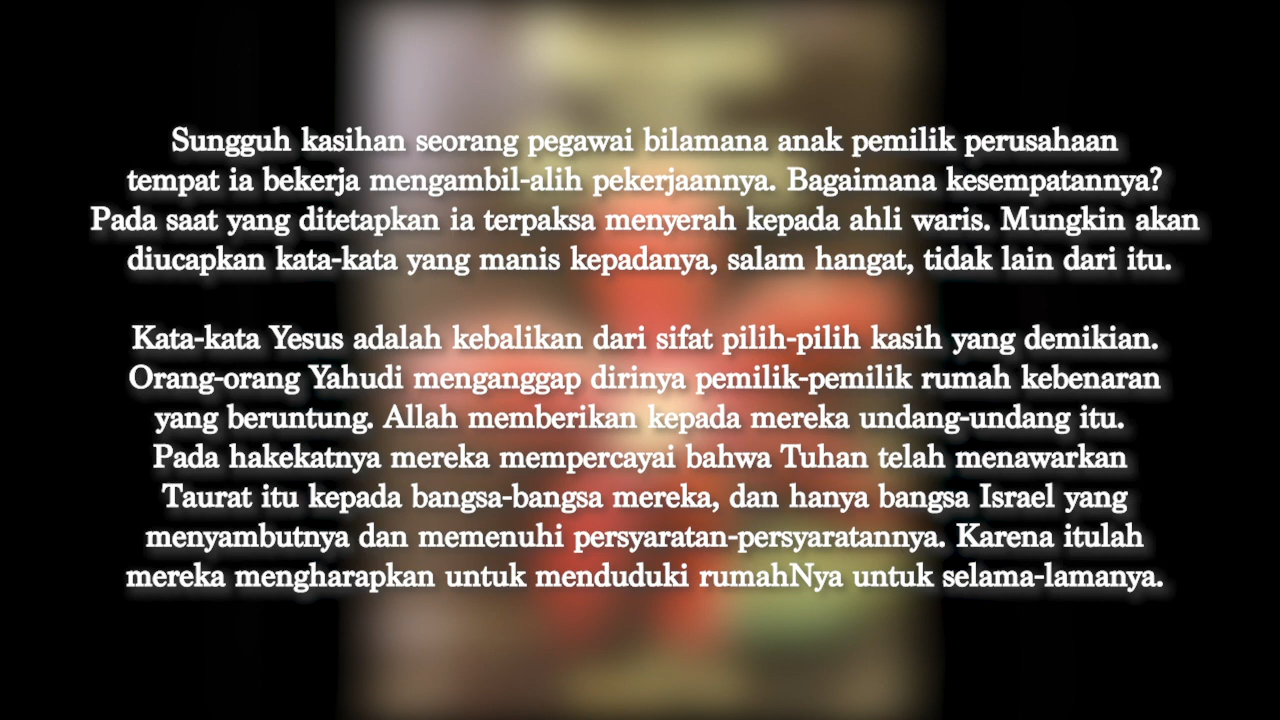 Sungguh kasihan seorang pegawai bilamana anak pemilik perusahaan
tempat ia bekerja mengambil-alih pekerjaannya. Bagaimana kesempatannya?
Pada saat yang ditetapkan ia terpaksa menyerah kepada ahli waris. Mungkin akan
diucapkan kata-kata yang manis kepadanya, salam hangat, tidak lain dari itu.
Kata-kata Yesus adalah kebalikan dari sifat pilih-pilih kasih yang demikian.
Orang-orang Yahudi menganggap dirinya pemilik-pemilik rumah kebenaran
yang beruntung. Allah memberikan kepada mereka undang-undang itu.
Pada hakekatnya mereka mempercayai bahwa Tuhan telah menawarkan
Taurat itu kepada bangsa-bangsa mereka, dan hanya bangsa Israel yang
menyambutnya dan memenuhi persyaratan-persyaratannya. Karena itulah
mereka mengharapkan untuk menduduki rumahNya untuk selama-lamanya.